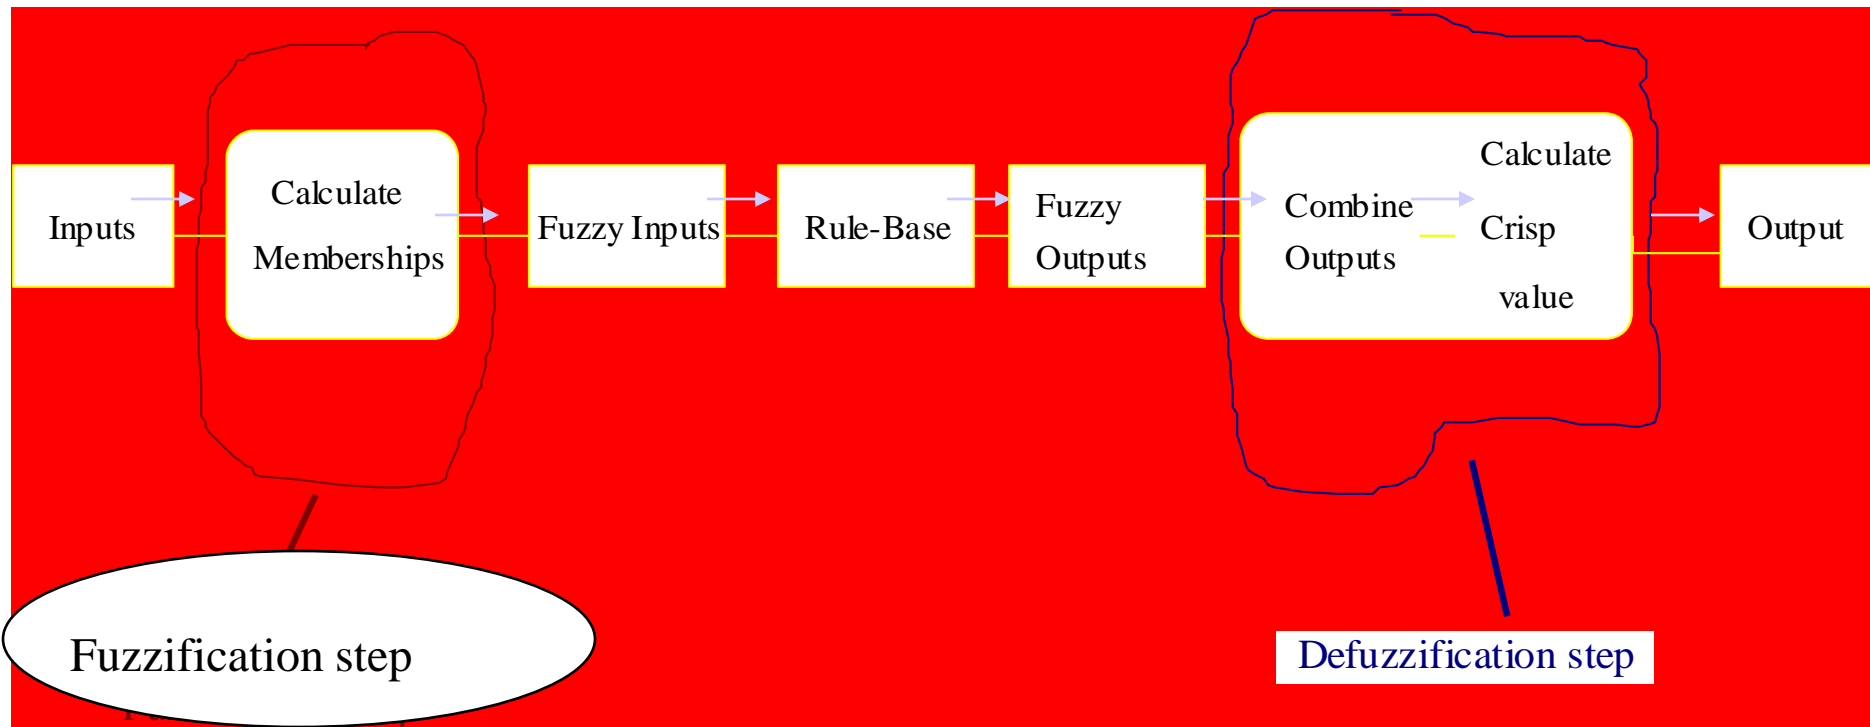 Inputs
Calculate
Memberships
Fuzzy Inputs
Rule-Base
Fuzzy
Outputs
Combine
Outputs
Calculate
Crisp
value
Output
Fuzzification step
Defuzzification step